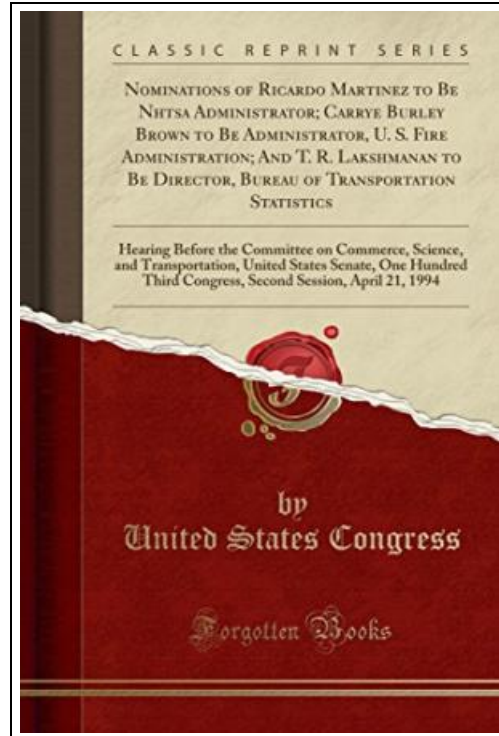 CLASSIC REPRINT SERIES
NOMINATIONS OF RICARDO MARTINEZ TO BE
NHTSA ADMINISTRATOR; CARRYE BURLEY
BROWN TO BE ADMINISTRATOR, U. S. FIRE
ADMINISTRATION; AND T. R. LAKSHMANAN TO
BE DIRECTOR, BUREAU OF TRANSPORTATION
STATISTICS
Hearing Before the Committee on Commerce, Science,
and Transportation, United States Senate, One Hundred
Third Congress, Second Session, April 21, 1994
by
United States Congress
Forgotten Books